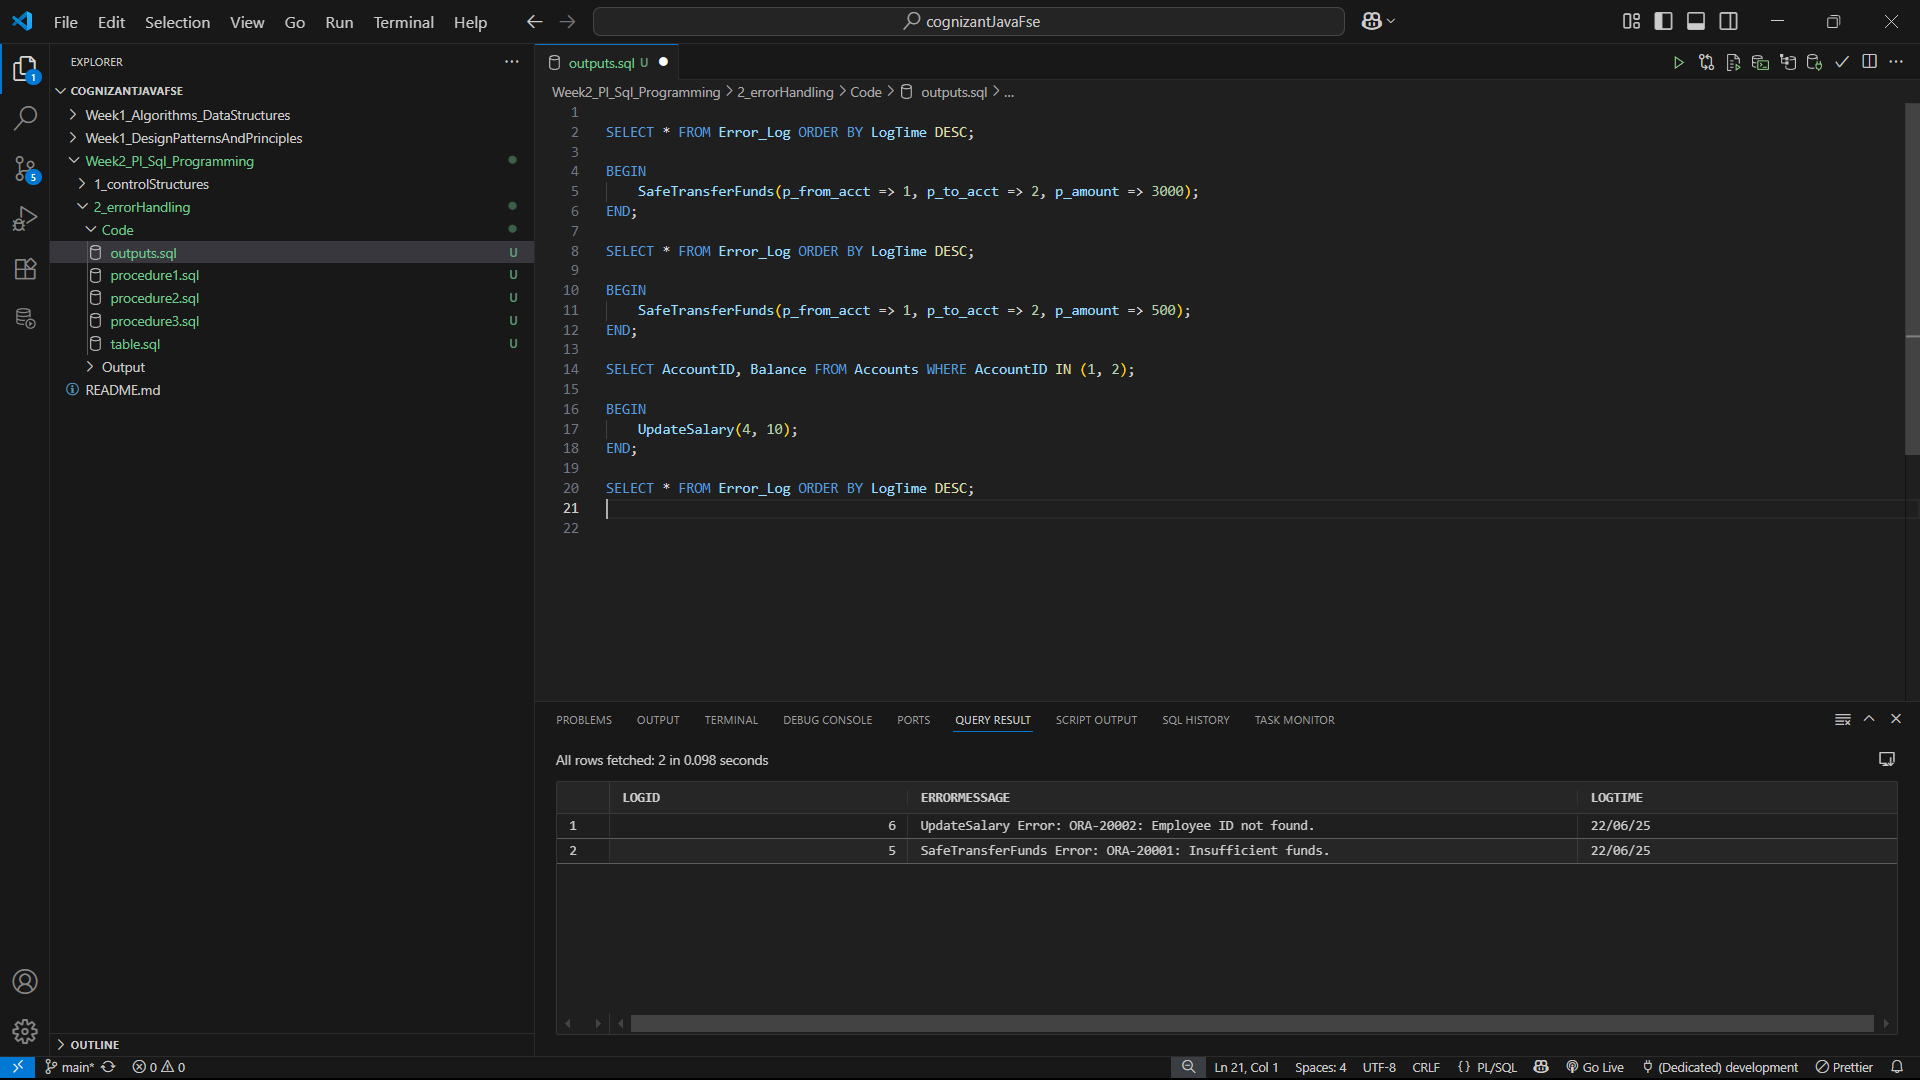 File Edit Selection View Go Run Terminal Help cognizantJavaFse
EXPLORER
COGNIZANTJAVAFSE
Week1_Algorithms_DataStructures
Week1_DesignPatternsAndPrinciples
Week2_Pl_Sql_Programming
1_controlStructures
2_errorHandling
Code
outputs.sql U
procedure1.sql U
procedure2.sql U
procedure3.sql U
table.sql U
Output
README.md
OUTLINE
1
5
outputs.sql U
Week2_Pl_Sql_Programming > 2_errorHandling > Code > outputs.sql > ...
1
2 SELECT * FROM Error_Log ORDER BY LogTime DESC;
3
4 BEGIN
5 SafeTransferFunds(p_from_acct => 1, p_to_acct => 2, p_amount => 3000);
6 END;
7
8 SELECT * FROM Error_Log ORDER BY LogTime DESC;
9
10 BEGIN
11 SafeTransferFunds(p_from_acct => 1, p_to_acct => 2, p_amount => 500);
12 END;
13
14 SELECT AccountID, Balance FROM Accounts WHERE AccountID IN (1, 2);
15
16 BEGIN
17 UpdateSalary(4, 10);
18 END;
19
20 SELECT * FROM Error_Log ORDER BY LogTime DESC;
21
22
PROBLEMS OUTPUT TERMINAL DEBUG CONSOLE PORTS QUERY RESULT SCRIPT OUTPUT SQL HISTORY TASK MONITOR
All rows fetched: 2 in 0.098 seconds
LOGID ERRORMESSAGE LOGTIME
1 6 UpdateSalary Error: ORA-20002: Employee ID not found. 22/06/25
2 5 SafeTransferFunds Error: ORA-20001: Insufficient funds. 22/06/25
main* 0 0 Ln 21, Col 1 Spaces: 4 UTF-8 CRLF {} PL/SQL Go Live (Dedicated) development Prettier